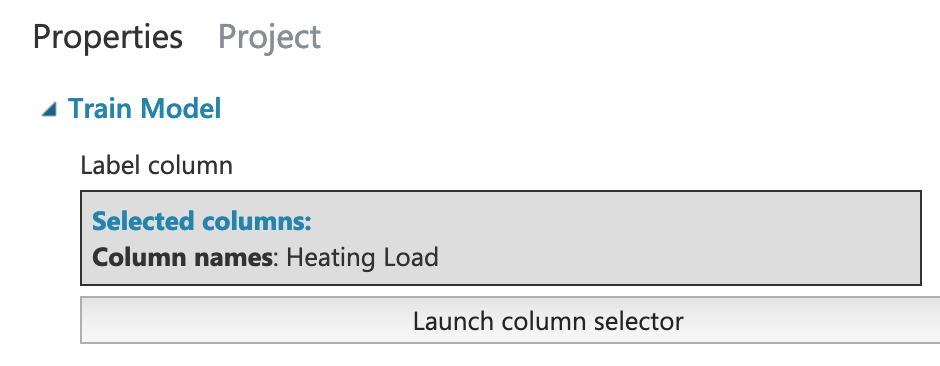 Properties Project
Train Model
Label column
Selected columns:
Column names: Heating Load
Launch column selector